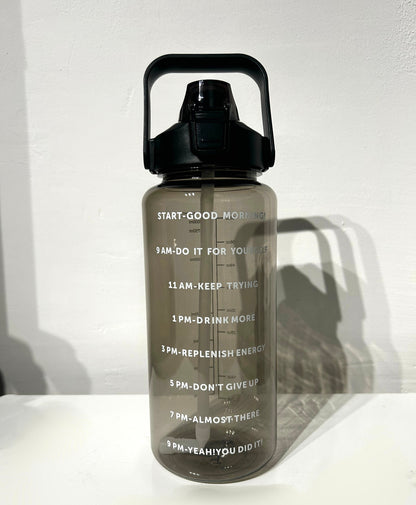 START-GOOD MORNING!
9 AM-DO IT FOR YOU
11 AM-KEEP TRYING
1 PM-DRINK MORE
3 PM-REPLENISH ENERGY
5 PM-DON'T GIVE UP
7 PM-ALMOST THERE
9 PM-YEAH!YOU DID IT!